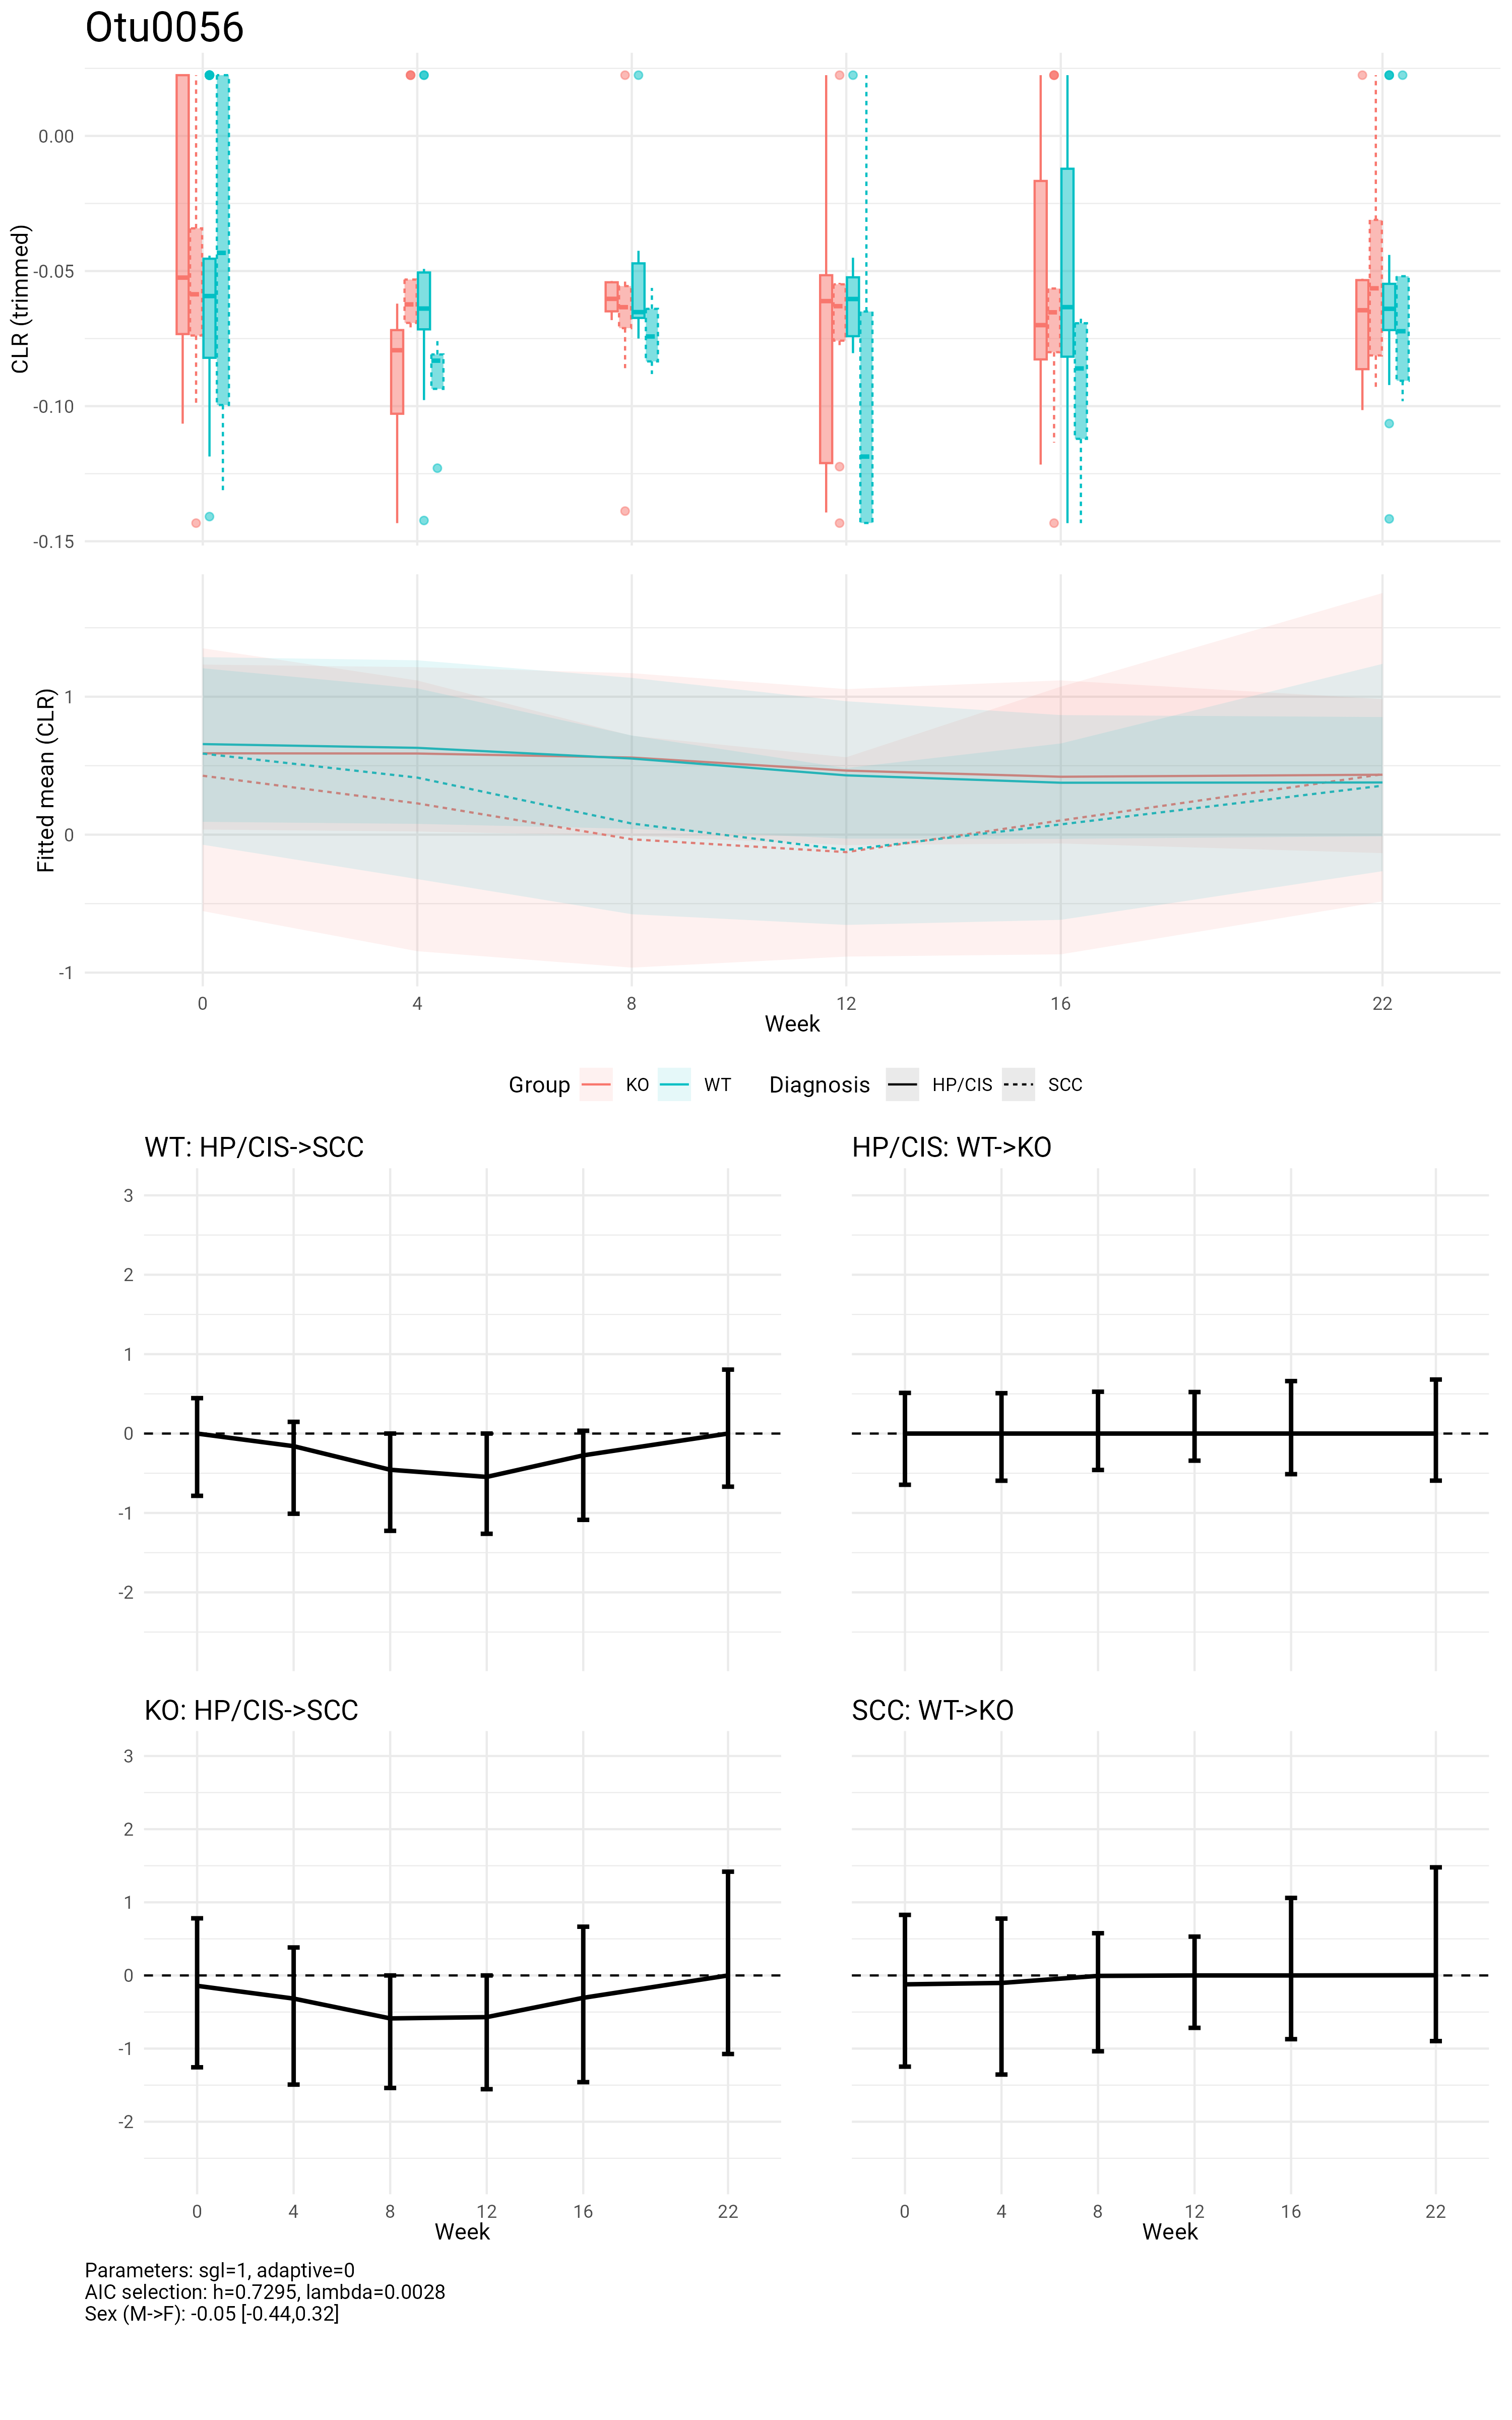 Otu0056
CLR (trimmed)
0.00
-0.05
-0.10
-0.15
Fitted mean (CLR)
1
0
-1
0 4 8 12 16 22
Week
Group KO WT Diagnosis HP/CIS SCC
WT: HP/CIS->SCC
3
2
1
0
-1
-2
HP/CIS: WT->KO
KO: HP/CIS->SCC
3
2
1
0
-1
-2
0 4 8 12 16 22
Week
SCC: WT->KO
0 4 8 12 16 22
Week
Parameters: sgl=1, adaptive=0
AIC selection: h=0.7295, lambda=0.0028
Sex (M->F): -0.05 [-0.44,0.32]